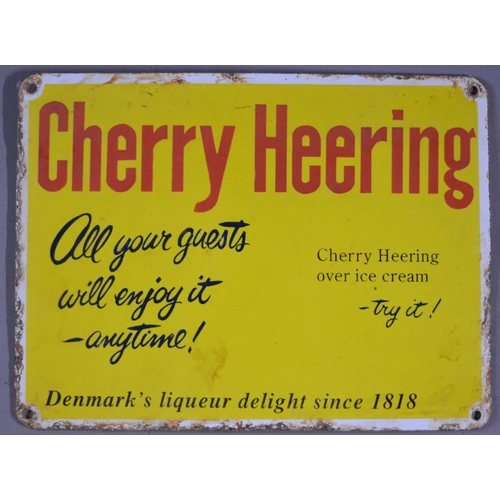 Cherry Heering
All your guests
will enjoy it
-anytime!
Cherry Heering
over ice cream
-try it!
Denmark's liqueur delight since 1818